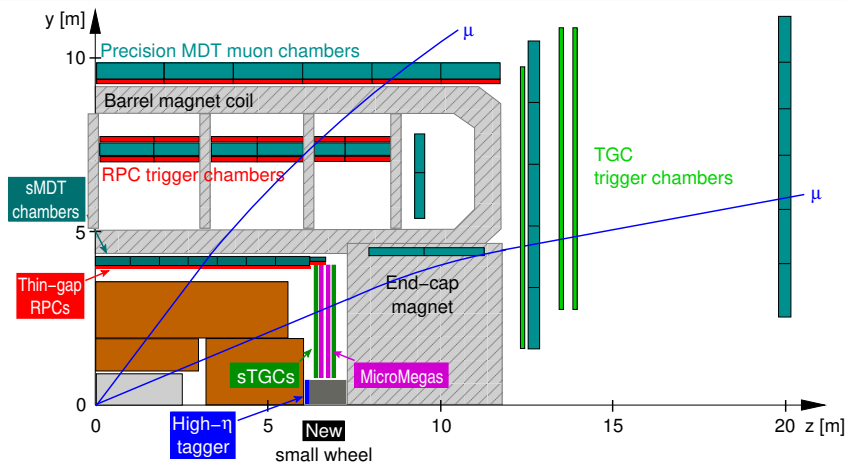 y [m]
10
5
0
Precision MDT muon chambers
μ
Barrel magnet coil
RPC trigger chambers
sMDT
chambers
TGC
trigger chambers
μ
Thin−gap
RPCs
End−cap
magnet
sTGCs
MicroMegas
0
5
10
15
20
z [m]
High−η
tagger
New
small wheel